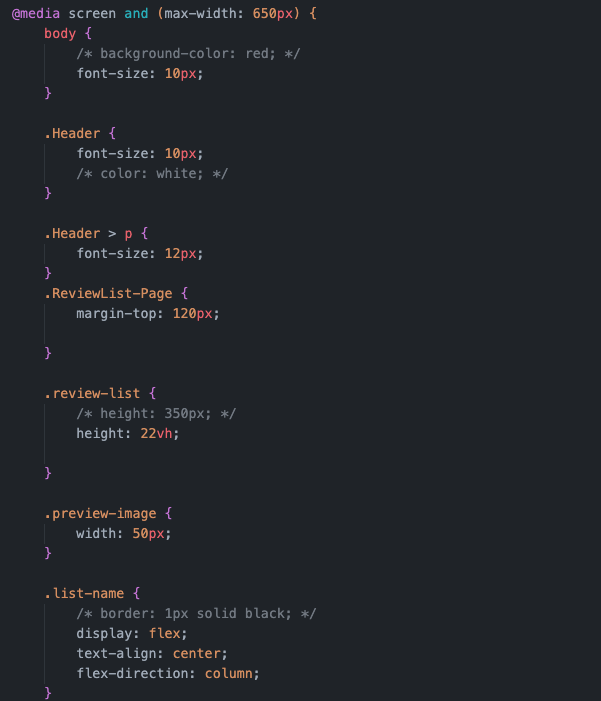 @media screen and (max-width: 650px) {
body {
/* background-color: red; */
font-size: 10px;
}
.Header {
font-size: 10px;
/* color: white; */
}
.Header > p {
font-size: 12px;
}
.ReviewList-Page {
margin-top: 120px;
}
.review-list {
/* height: 350px; */
height: 22vh;
}
.preview-image {
width: 50px;
}
.list-name {
/* border: 1px solid black; */
display: flex;
text-align: center;
flex-direction: column;
}